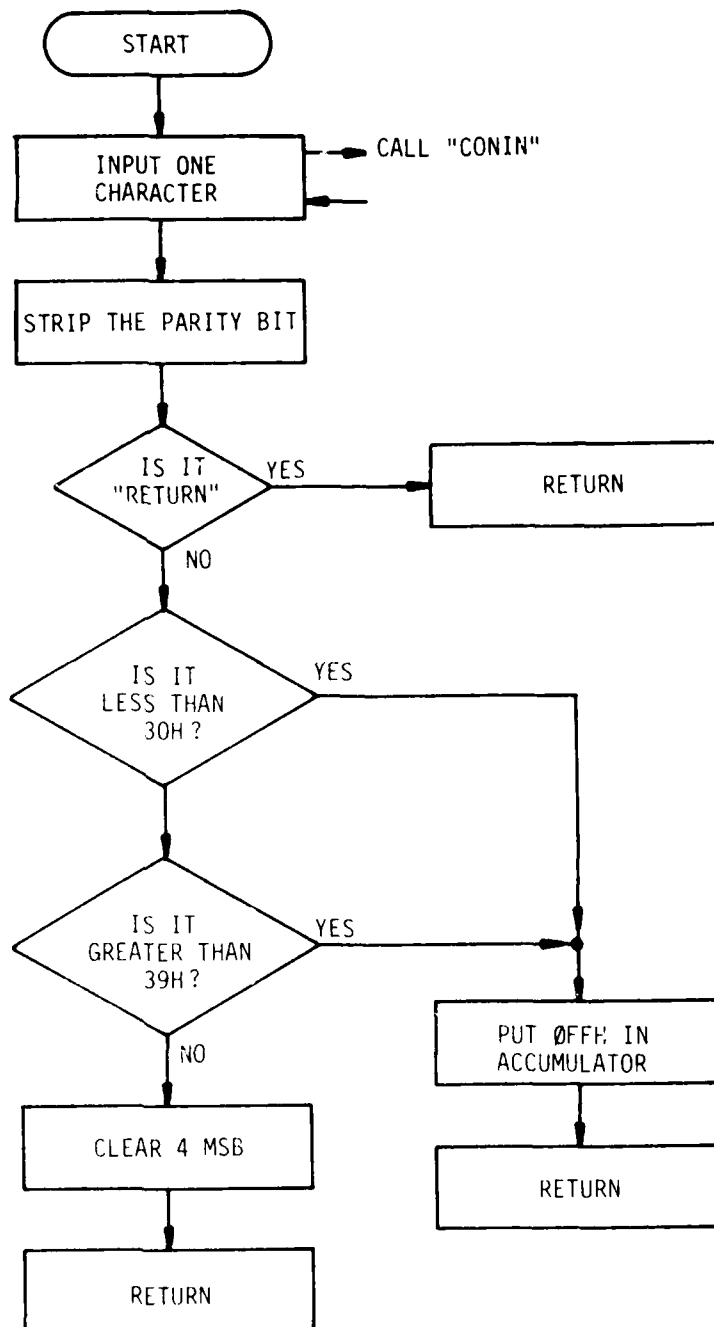 START
INPUT ONE
CHARACTER
CALL "CONIN"
STRIP THE PARITY BIT
IS IT
"RETURN"
YES
RETURN
NO
IS IT
LESS THAN
30H?
YES
IS IT
GREATER THAN
39H?
YES
NO
PUT ØFFH IN
ACCUMULATOR
CLEAR 4 MSB
RETURN
RETURN